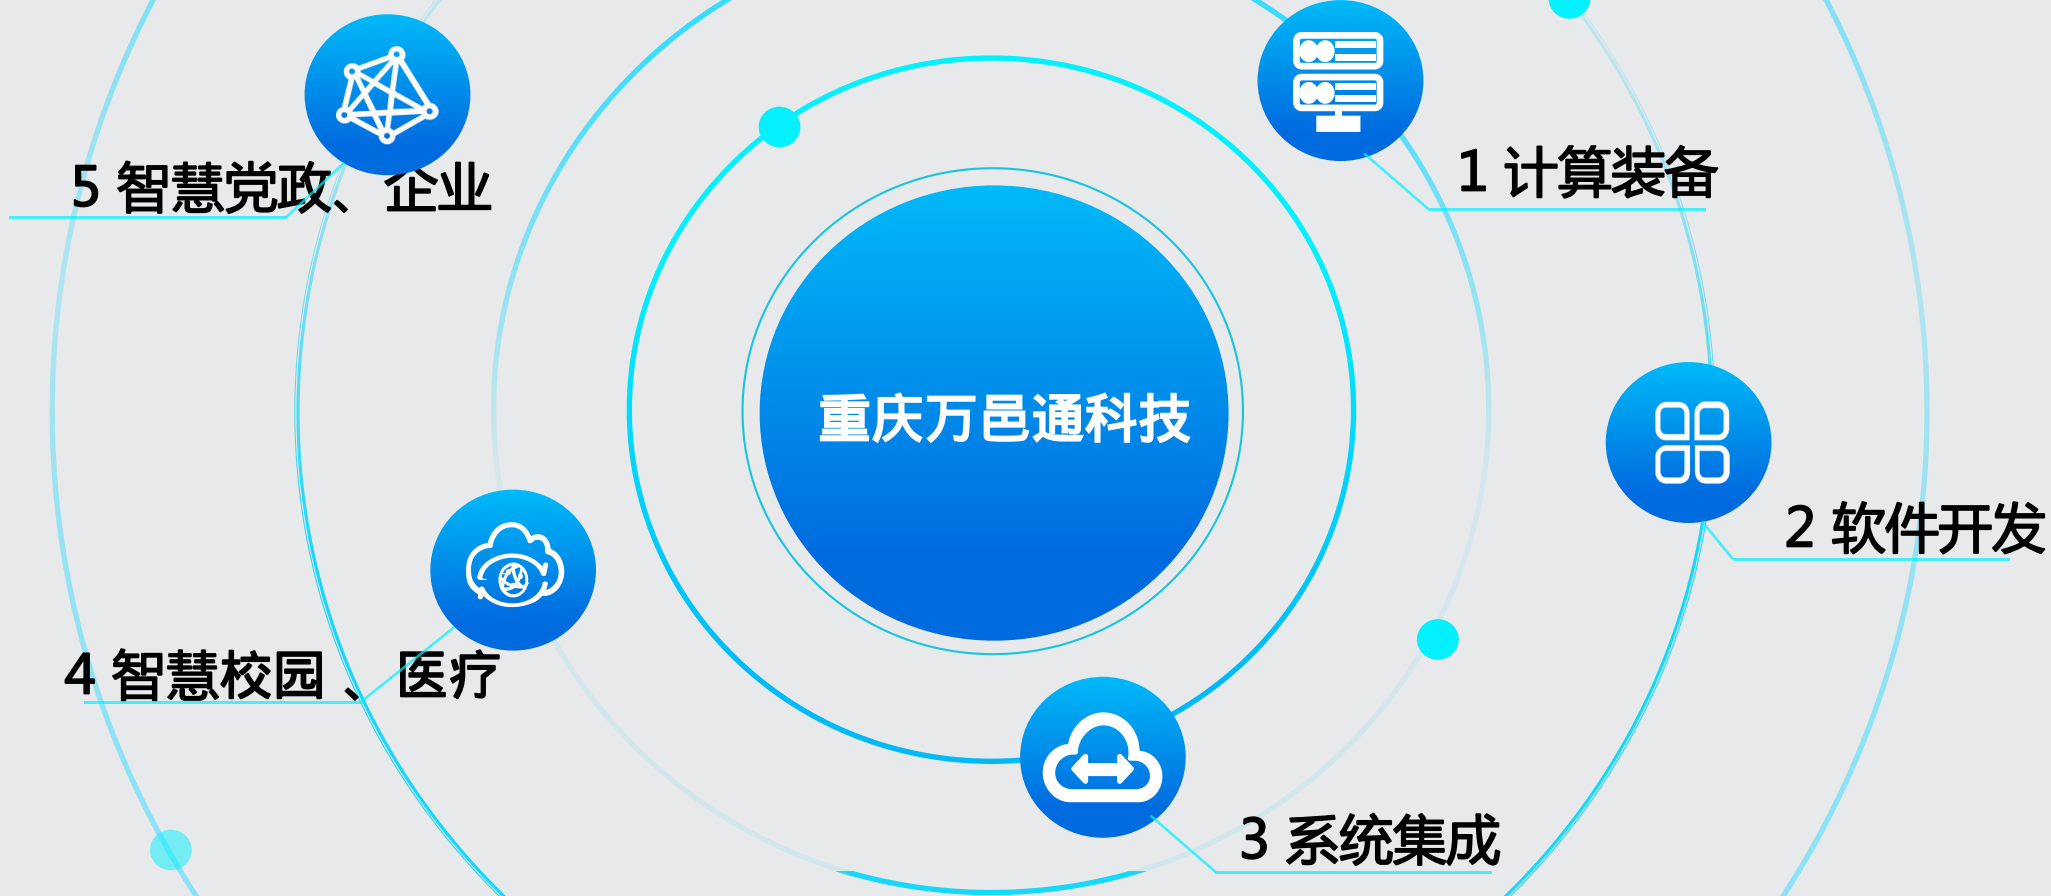 重庆万邑通科技
1 计算装备
2 软件开发
3 系统集成
4 智慧校园 、 医疗
5 智慧党政、 企业